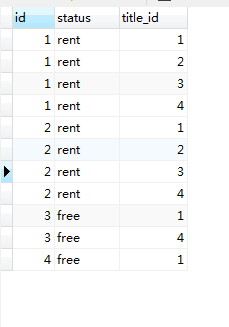 id status title_id
1 rent 1
1 rent 2
1 rent 3
1 rent 4
2 rent 1
2 rent 2
2 rent 3
2 rent 4
3 free 1
3 free 4
4 free 1